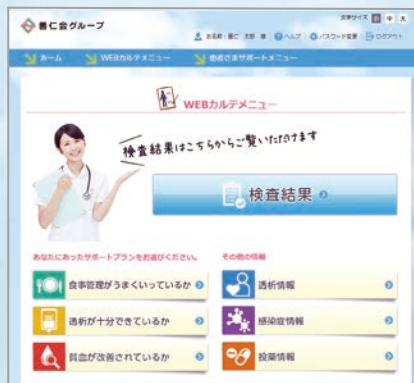 善仁会グループ
文字サイズ 小 中 大
お名前：善仁 太郎 様 ヘルプ パスワード変更 ログアウト
ホーム WEBカルテメニュー 患者さまサポートメニュー
WEBカルテメニュー
検査結果はこちらからご覧いただけます
検査結果
あなたにあったサポートプランをお選びください。
その他の情報
食事管理がうまくいっているか
透析情報
透析が十分できているか
感染症情報
貧血が改善されているか
投薬情報